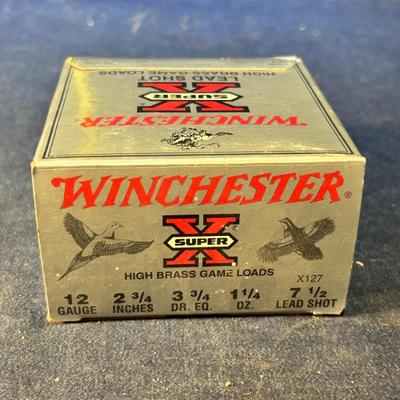 HIGH BRASS GAME LOADS
LEAD SHOT
SUPER X
WINCHESTER
WINCHESTER®
SUPER X
HIGH BRASS GAME LOADS
X127
12 2 3/4 3 3/4 1 1/4 7 1/2
GAUGE INCHES DR. EQ. OZ. LEAD SHOT